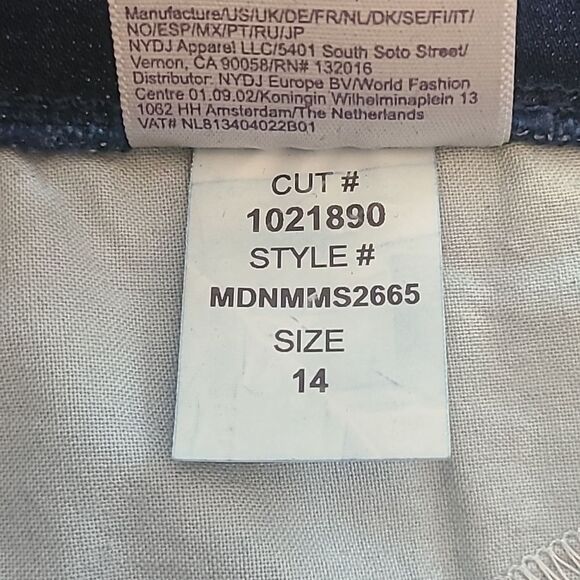 Manufacture/US/UK/DE/FR/NL/DK/SE/FI/IT/
NO/ESP/MX/PT/RU/JP
NYDJ Apparel LLC/5401 South Soto Street/
Vernon, CA 90058/RN# 132016
Distributor: NYDJ Europe BV/World Fashion
Centre 01.09.02/Koningin Wilhelminaplein 13
1062 HH Amsterdam/The Netherlands
VAT# NL813404022B01
CUT #
1021890
STYLE #
MDNMMS2665
SIZE
14